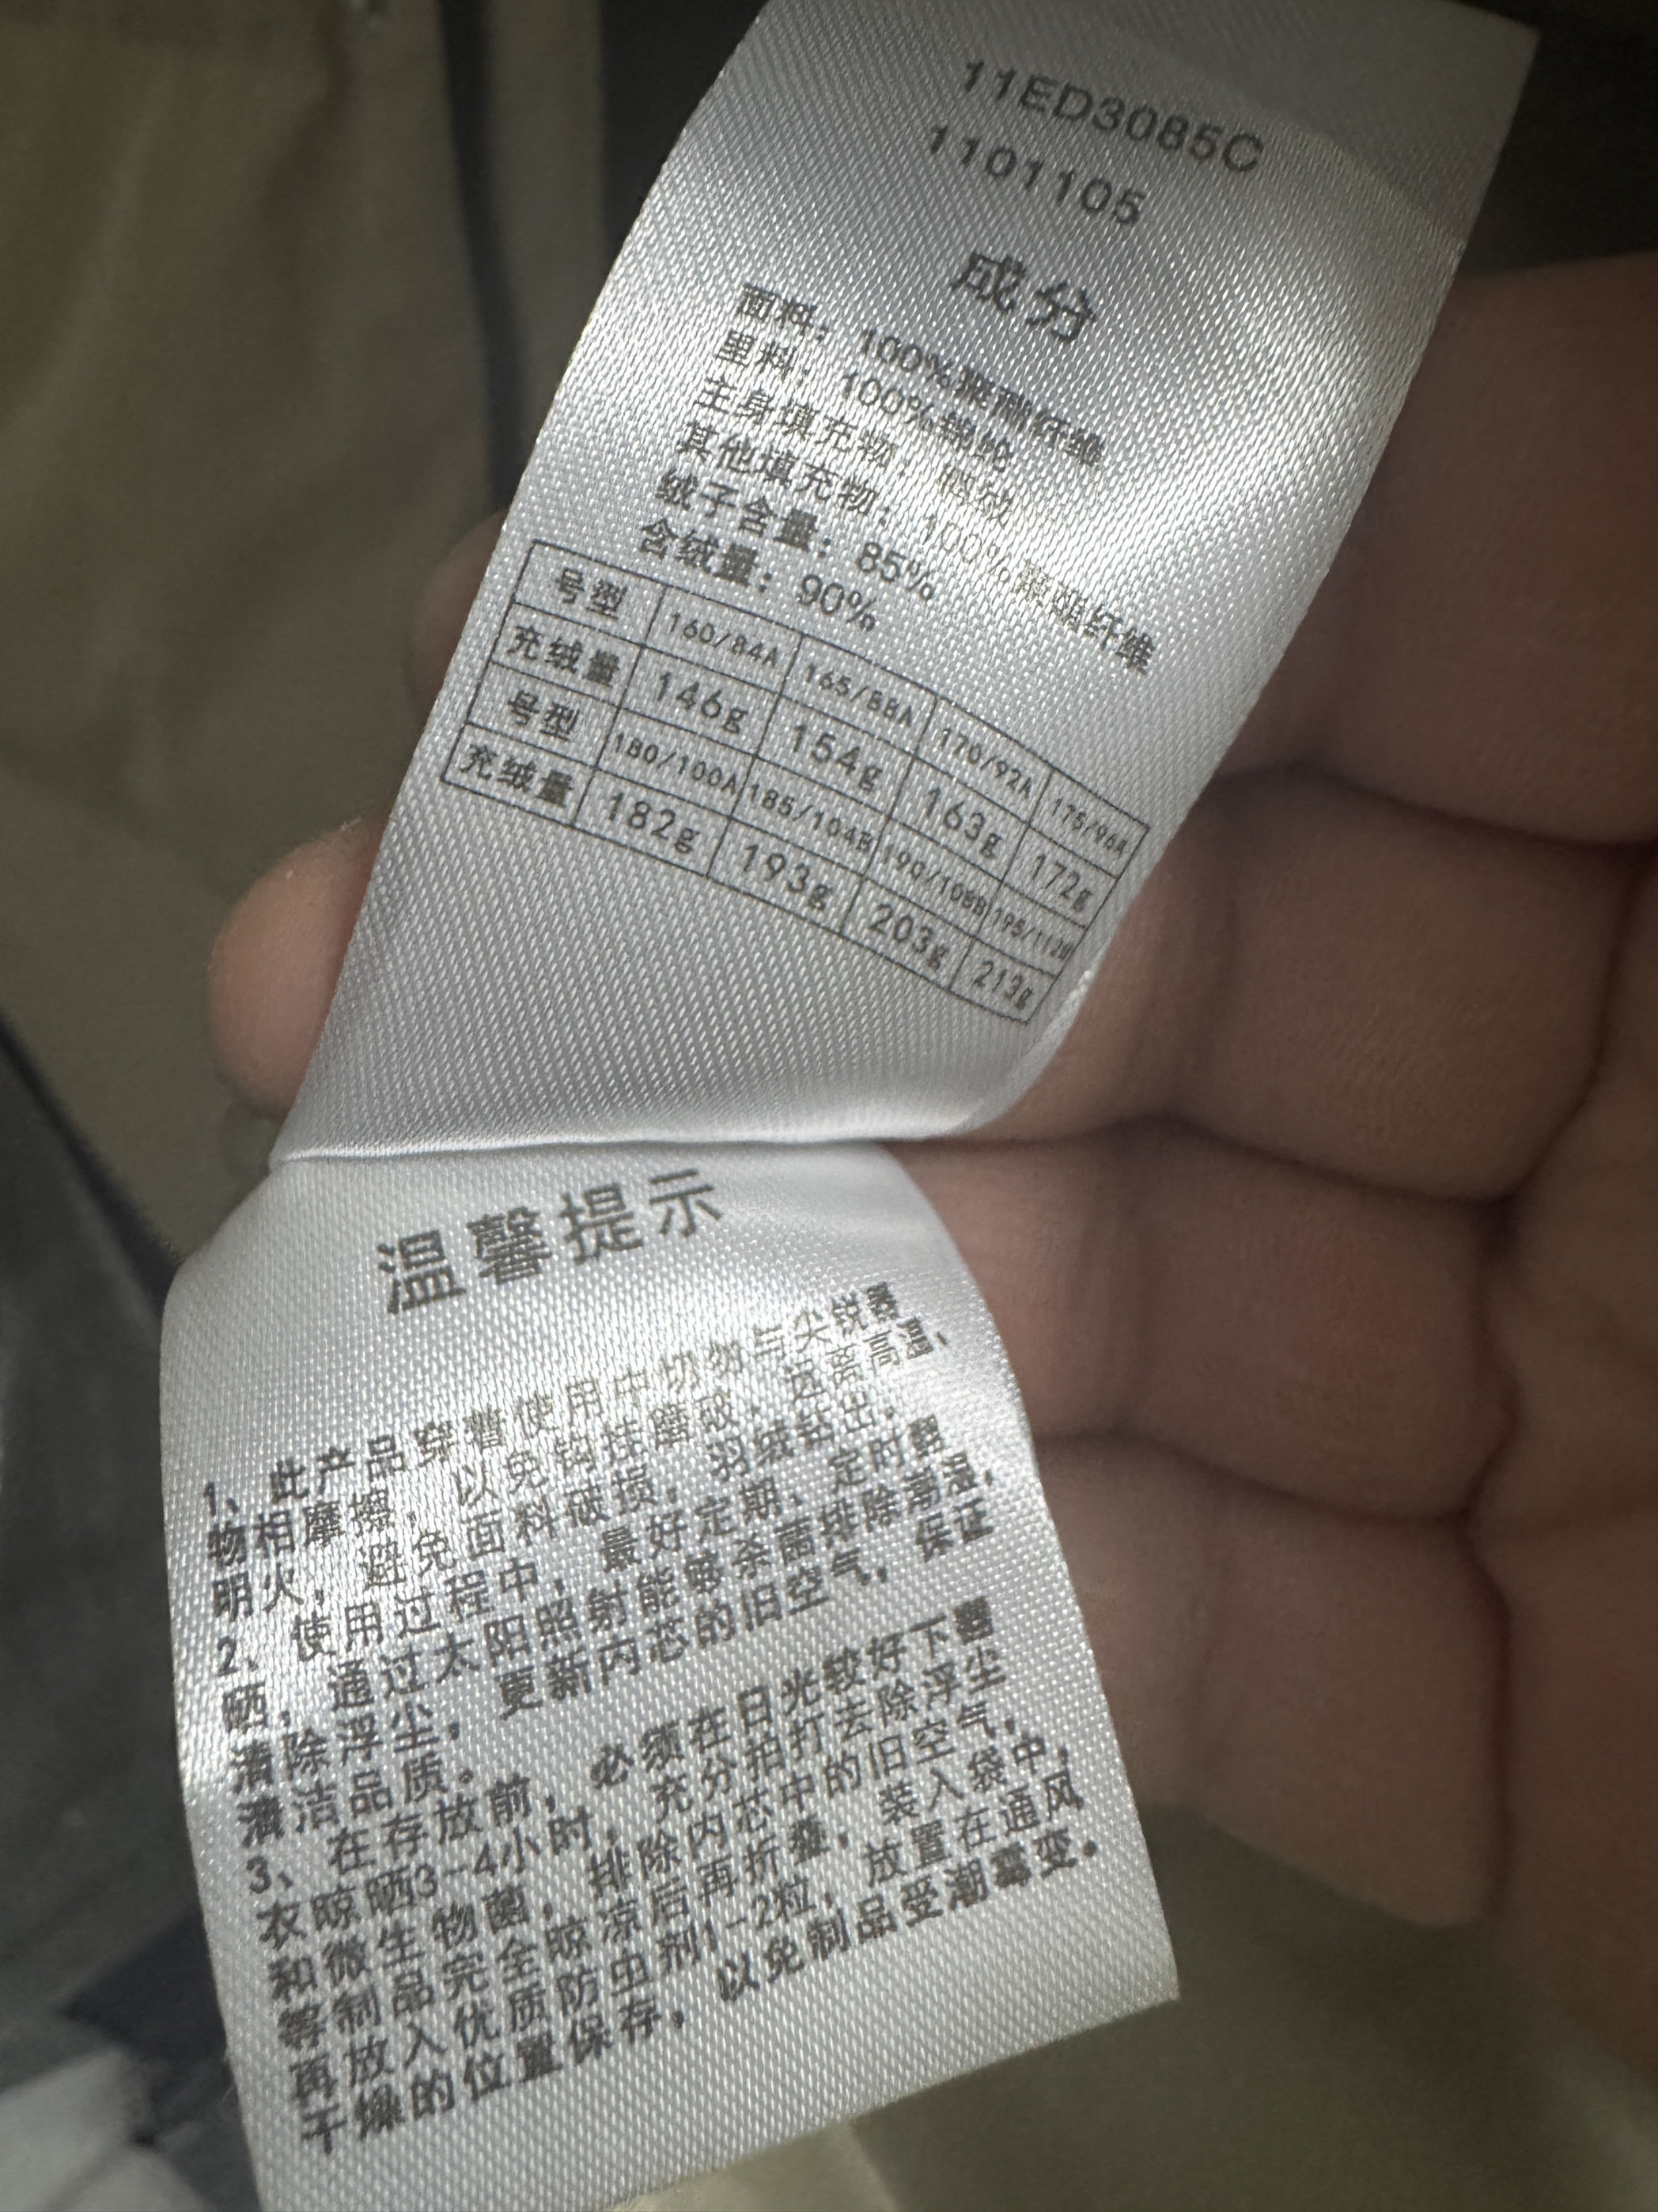 11ED3085C
1101105
成分
面料：100%聚酯纤维
里料：100%锦纶
主身填充物：
其他填充物：100%聚酯纤维
绒子含量：85%
含绒量：90%
号型 160/84A 165/88A 170/92A 175/96A
充绒量 146g 154g 163g 172g
号型 180/100A 185/104B 190/108B 195/112B
充绒量 182g 193g 203g 213g
温馨提示
1、此产品穿着使用中切勿与尖锐器
物相摩擦，以免钩挂磨破，远离高温、
明火，避免面料破损，羽绒钻出。
2、使用过程中，最好定期、定时翻
晒，通过太阳照射能够杀菌排除高湿，
清除浮尘，更新内芯的旧空气，保证
清洁品质。
3、在存放前，必须在日光较好下署
衣晾晒3-4小时，充分拍打去除浮尘
和微生物菌，排除内芯中的旧空气，
等制品完全晾凉后再折叠，装入袋中，
再放入优质防虫剂1-2粒，放置在通风
干燥的位置保存，以免制品受潮霉变。